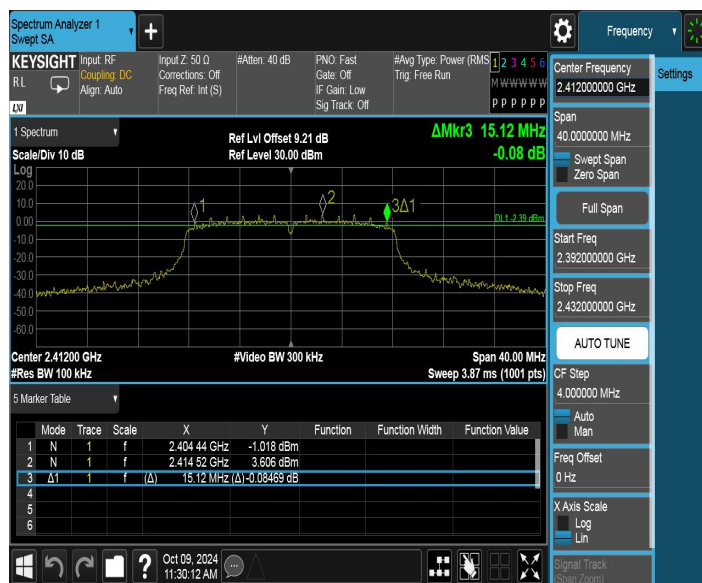 Spectrum Analyzer 1
Swept SA
Frequency
KEYSIGHT
RL
LXI
Input: RF
Coupling: DC
Align: Auto
Input Z: 50 Ω
Corrections: Off
Freq Ref: Int (S)
#Atten: 40 dB
PNO: Fast
Gate: Off
IF Gain: Low
Sig Track: Off
#Avg Type: Power (RMS
Trig: Free Run
1 2 3 4 5 6
M W W W W W
P P P P P P
1 Spectrum
Scale/Div 10 dB
Log
Ref Lvl Offset 9.21 dB
Ref Level 30.00 dBm
ΔMkr3 15.12 MHz
-0.08 dB
20.0
10.0
0.00
-10.0
-20.0
-30.0
-40.0
-50.0
-60.0
1
2
3Δ1
DL1 -2.39 dBm
Center 2.41200 GHz
#Res BW 100 kHz
#Video BW 300 kHz
Span 40.00 MHz
Sweep 3.87 ms (1001 pts)
5 Marker Table
Mode Trace Scale X Y Function Function Width Function Value
1 N 1 f 2.404 44 GHz -1.018 dBm
2 N 1 f 2.414 52 GHz 3.606 dBm
3 Δ1 1 f (Δ) 15.12 MHz (Δ) -0.08469 dB
4
5
6
Oct 09, 2024
11:30:12 AM
Settings
Center Frequency
2.412000000 GHz
Span
40.0000000 MHz
Swept Span
Zero Span
Full Span
Start Freq
2.392000000 GHz
Stop Freq
2.432000000 GHz
AUTO TUNE
CF Step
4.000000 MHz
Auto
Man
Freq Offset
0 Hz
X Axis Scale
Log
Lin
Signal Track
(Span Zoom)